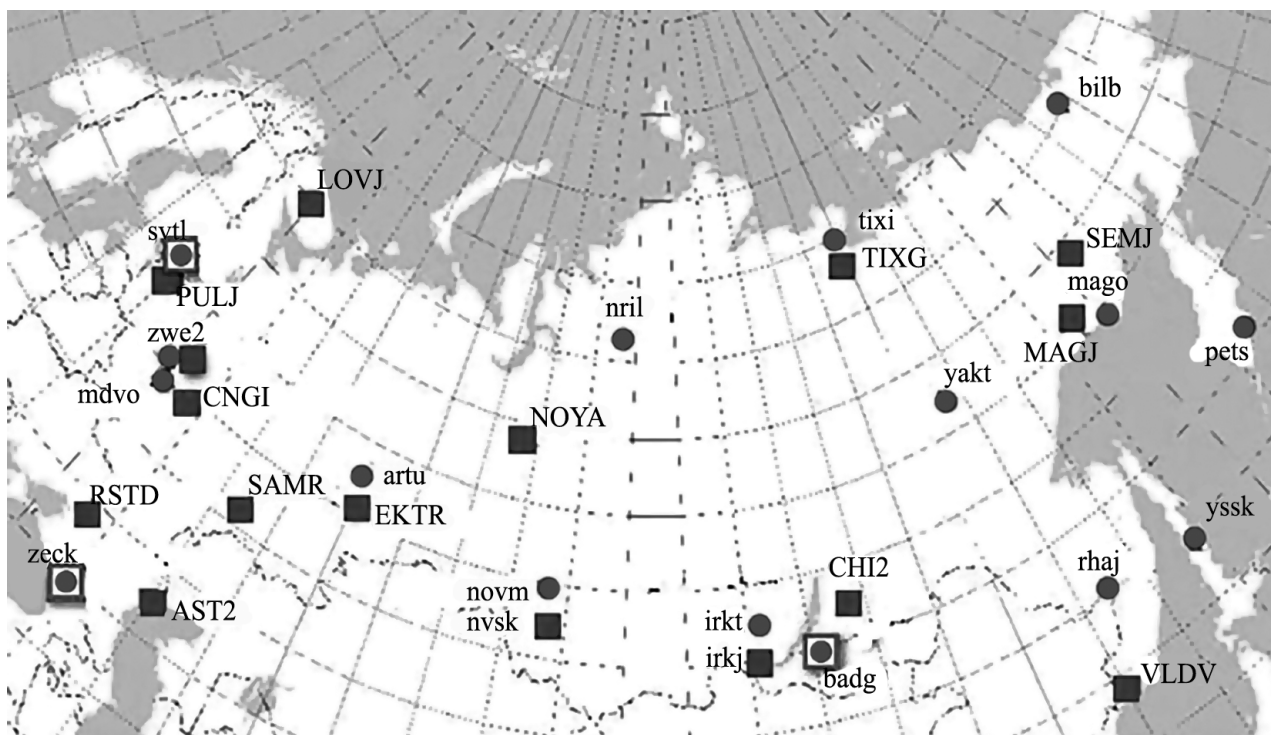 bilb
LOVJ
tixi
svtl
SEMJ
TIXG
mago
PULJ
nril
zwe2
MAGJ
pets
mdvo
CNGI
yakt
NOYA
artu
SAMR
RSTD
EKTR
yssk
zeck
CHI2
rhaj
novm
AST2
nvsk
irkt
irkj
badg
VLDV